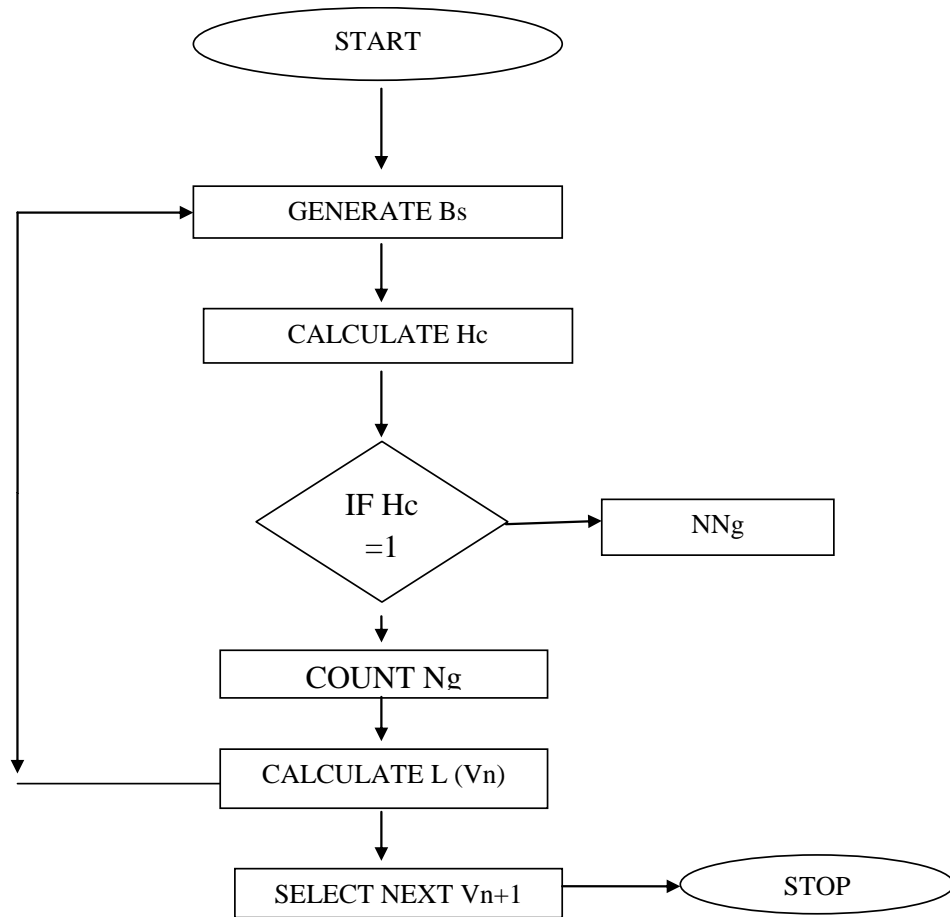 START
GENERATE Bs
CALCULATE Hc
IF Hc
=1
NNg
COUNT Ng
CALCULATE L (Vn)
SELECT NEXT Vn+1
STOP